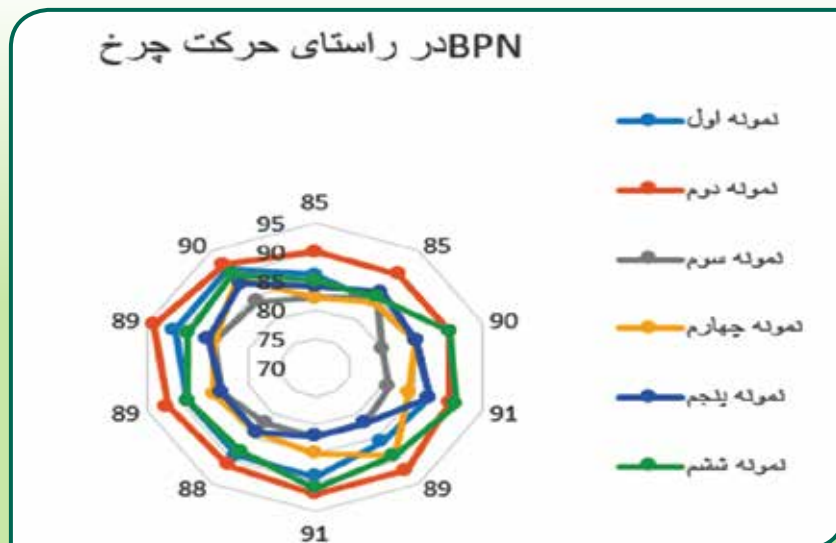 BPNدر راستای حرکت چرخ
نمونه اول
نمونه دوم
نمونه سوم
نمونه چهارم
نمونه پنجم
نمونه ششم
85
85
90
91
89
91
88
89
89
90
95
90
85
80
75
70